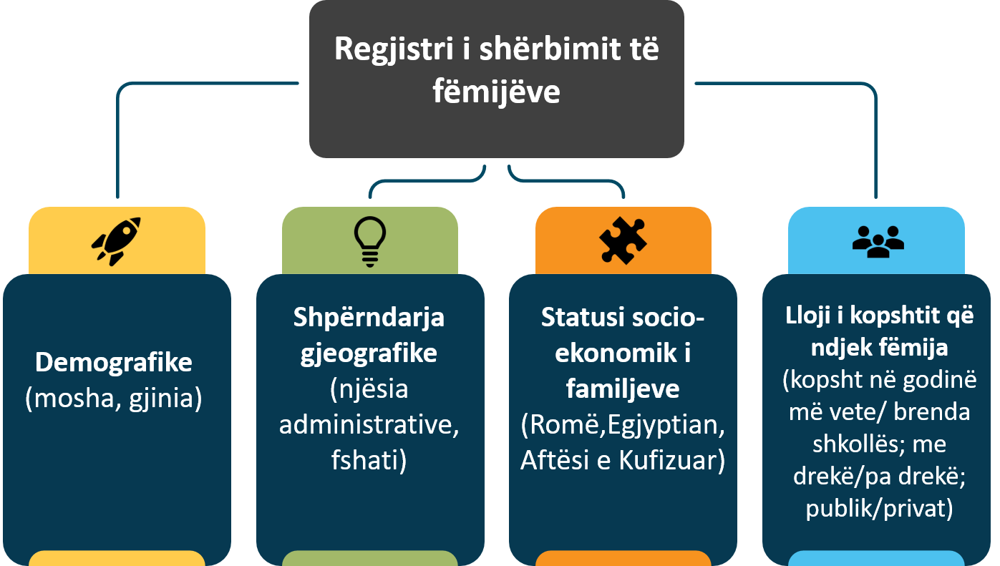 Regjistri i shërbimit të
fëmijëve
Demografike
(mosha, gjinia)
Shpërndarja
gjeografike
(njësia
administrative,
fshati)
Statusi socio-
ekonomik i
familjeve
(Romë,Egjyptian,
Aftësi e Kufizuar)
Lloji i kopshtit që
ndjek fëmija
(kopsht në godinë
më vete/ brenda
shkollës; me
drekë/pa drekë;
publik/privat)